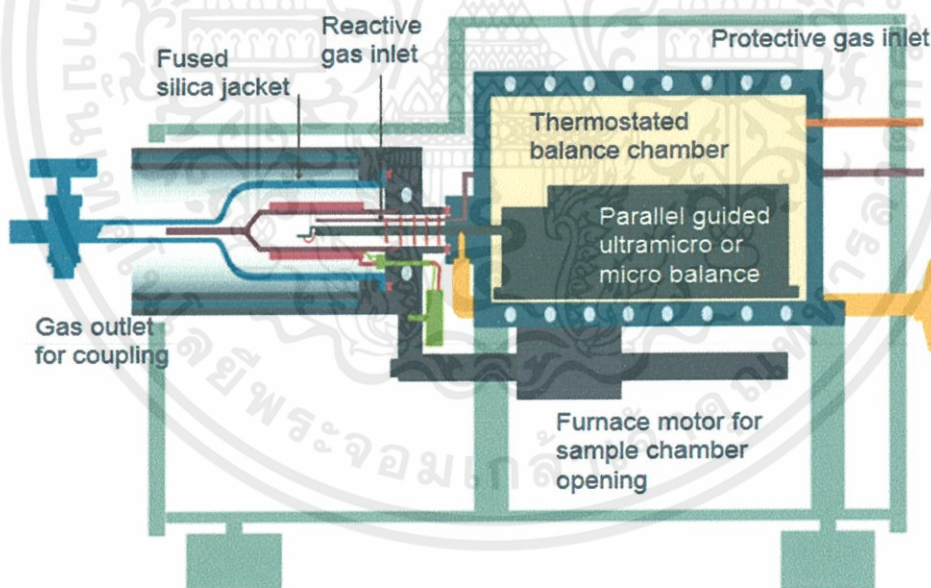 Reactive
gas inlet
Protective gas inlet
Fused
silica jacket
Thermostated
balance chamber
Parallel guided
ultramicro or
micro balance
Gas outlet
for coupling
Furnace motor for
sample chamber
opening